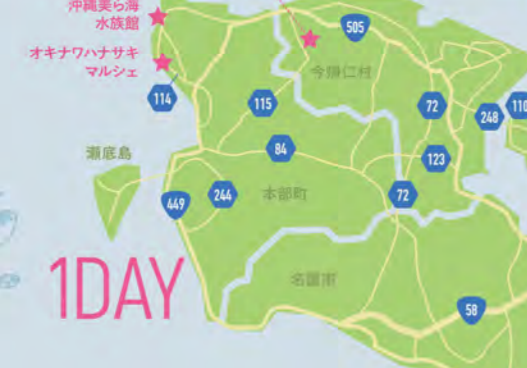 沖縄美ら海
水族館
オキナワハナサキ
マルシェ
505
今帰仁村
114
115
72
248
110
瀬底島
84
123
449
244
本部町
72
1DAY
名護市
58